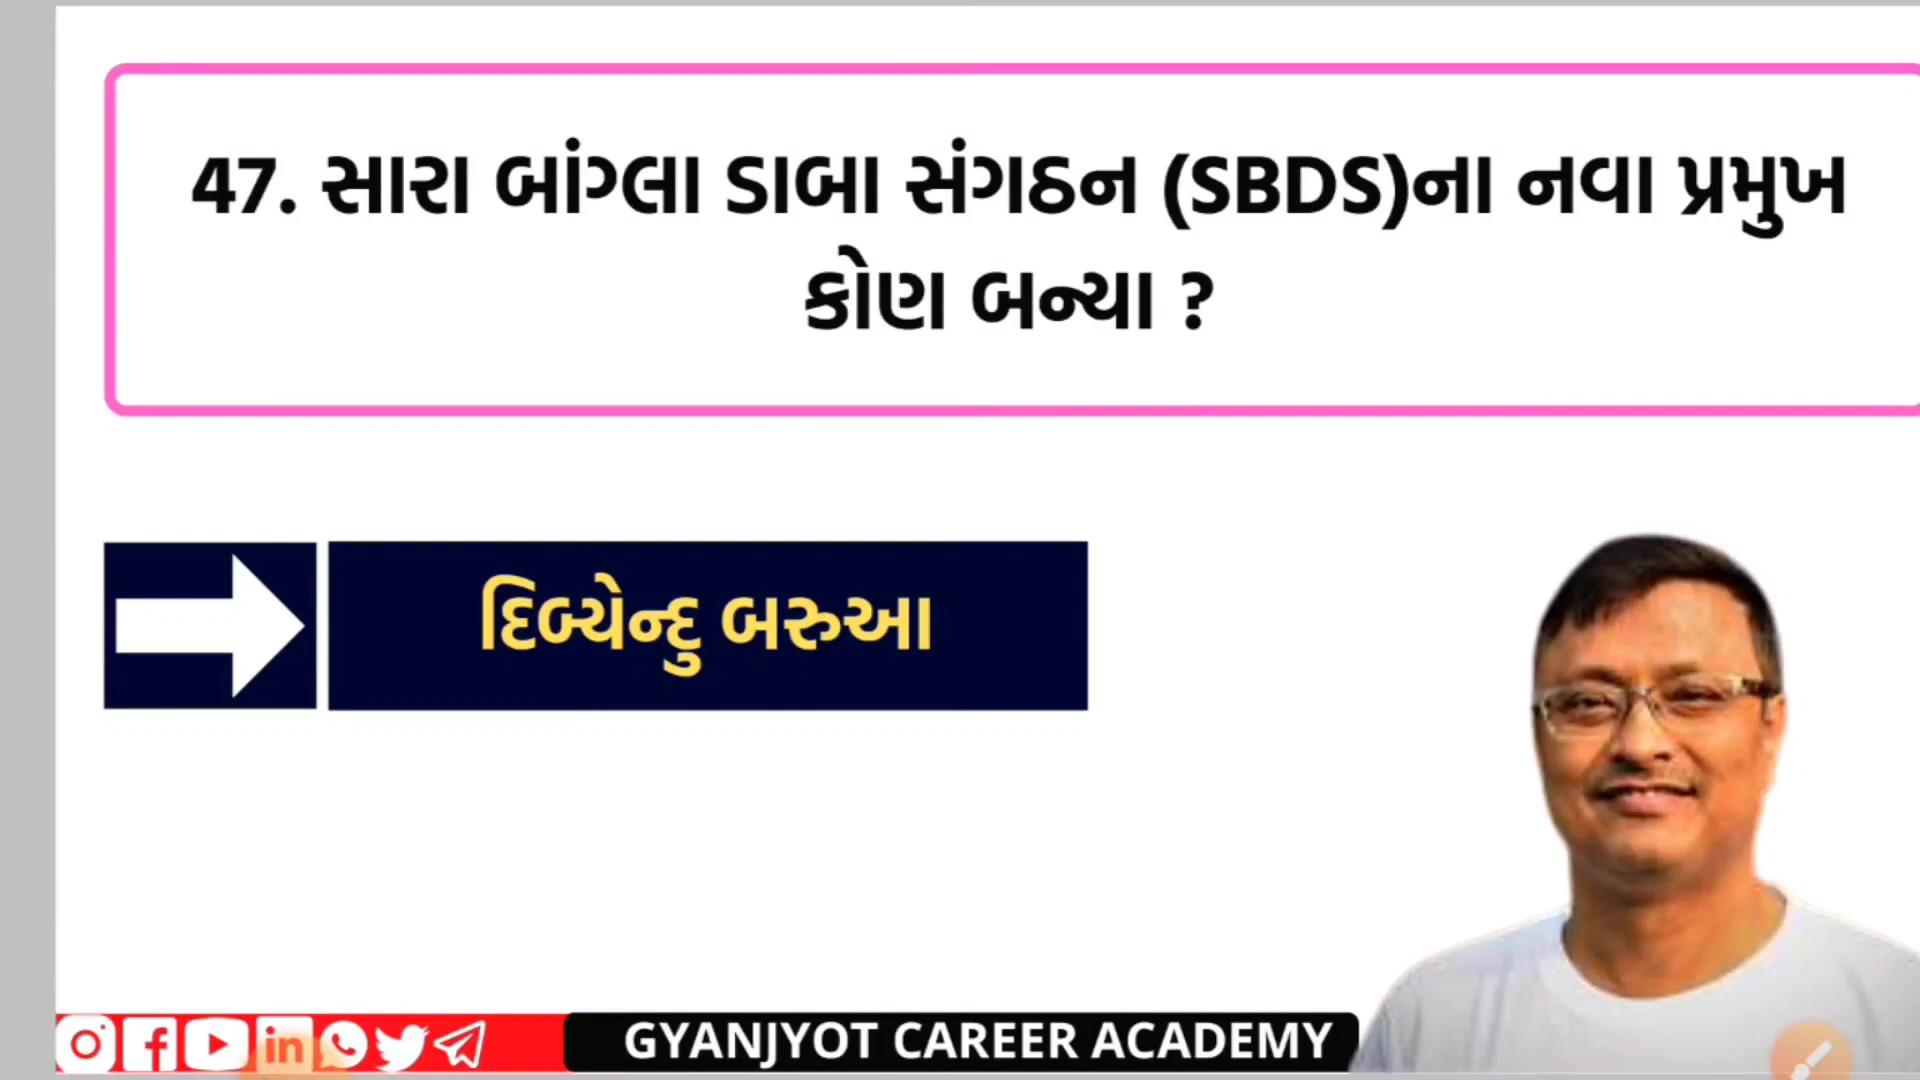 47. સારા બાંગ્લા ડાબા સંગઠન (SBDS)ના નવા પ્રમુખ
કોણ બન્યા ?
દિબ્યેન્દુ બરુઆ
GYANJYOT CAREER ACADEMY